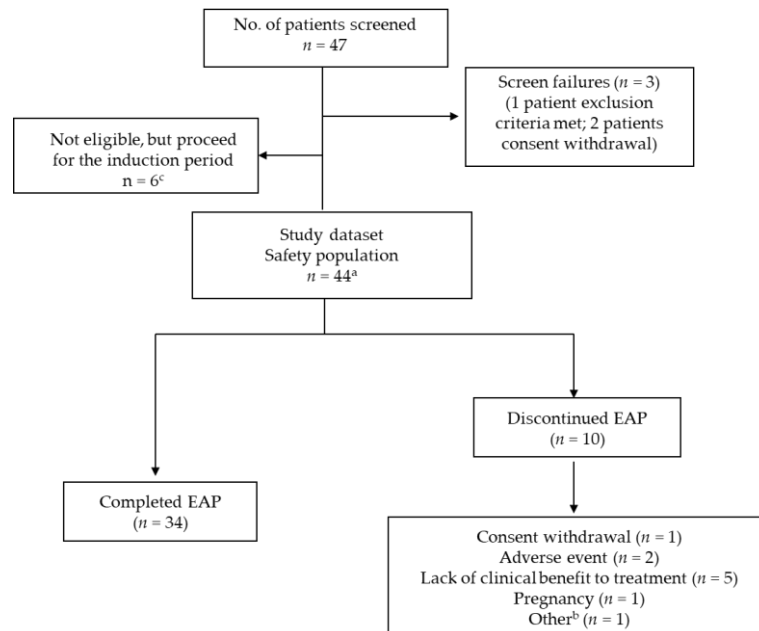 No. of patients screened
n = 47
Screen failures (n = 3)
(1 patient exclusion
criteria met; 2 patients
consent withdrawal)
Not eligible, but proceed
for the induction period
n = 6ᶜ
Study dataset
Safety population
n = 44ᵃ
Discontinued EAP
(n = 10)
Completed EAP
(n = 34)
Consent withdrawal (n = 1)
Adverse event (n = 2)
Lack of clinical benefit to treatment (n = 5)
Pregnancy (n = 1)
Otherᵇ (n = 1)